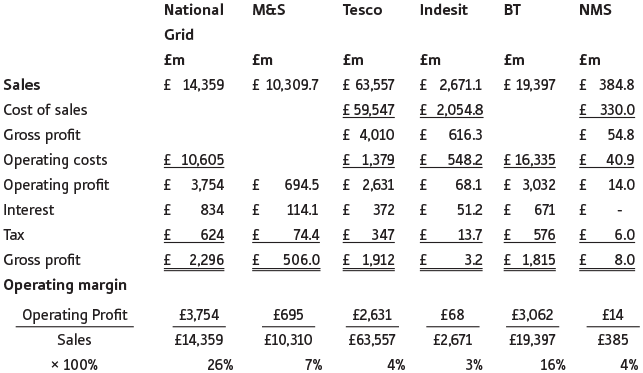 National M&S Tesco Indesit BT NMS
Grid
£m £m £m £m £m £m
Sales £ 14,359 £ 10,309.7 £ 63,557 £ 2,671.1 £ 19,397 £ 384.8
Cost of sales £ 59,547 £ 2,054.8 £ 330.0
Gross profit £ 4,010 £ 616.3 £ 54.8
Operating costs £ 10,605 £ 1,379 £ 548.2 £ 16,335 £ 40.9
Operating profit £ 3,754 £ 694.5 £ 2,631 £ 68.1 £ 3,032 £ 14.0
Interest £ 834 £ 114.1 £ 372 £ 51.2 £ 671 £ -
Tax £ 624 £ 74.4 £ 347 £ 13.7 £ 576 £ 6.0
Gross profit £ 2,296 £ 506.0 £ 1,912 £ 3.2 £ 1,815 £ 8.0
Operating margin
Operating Profit £3,754 £695 £2,631 £68 £3,062 £14
Sales £14,359 £10,310 £63,557 £2,671 £19,397 £385
× 100% 26% 7% 4% 3% 16% 4%